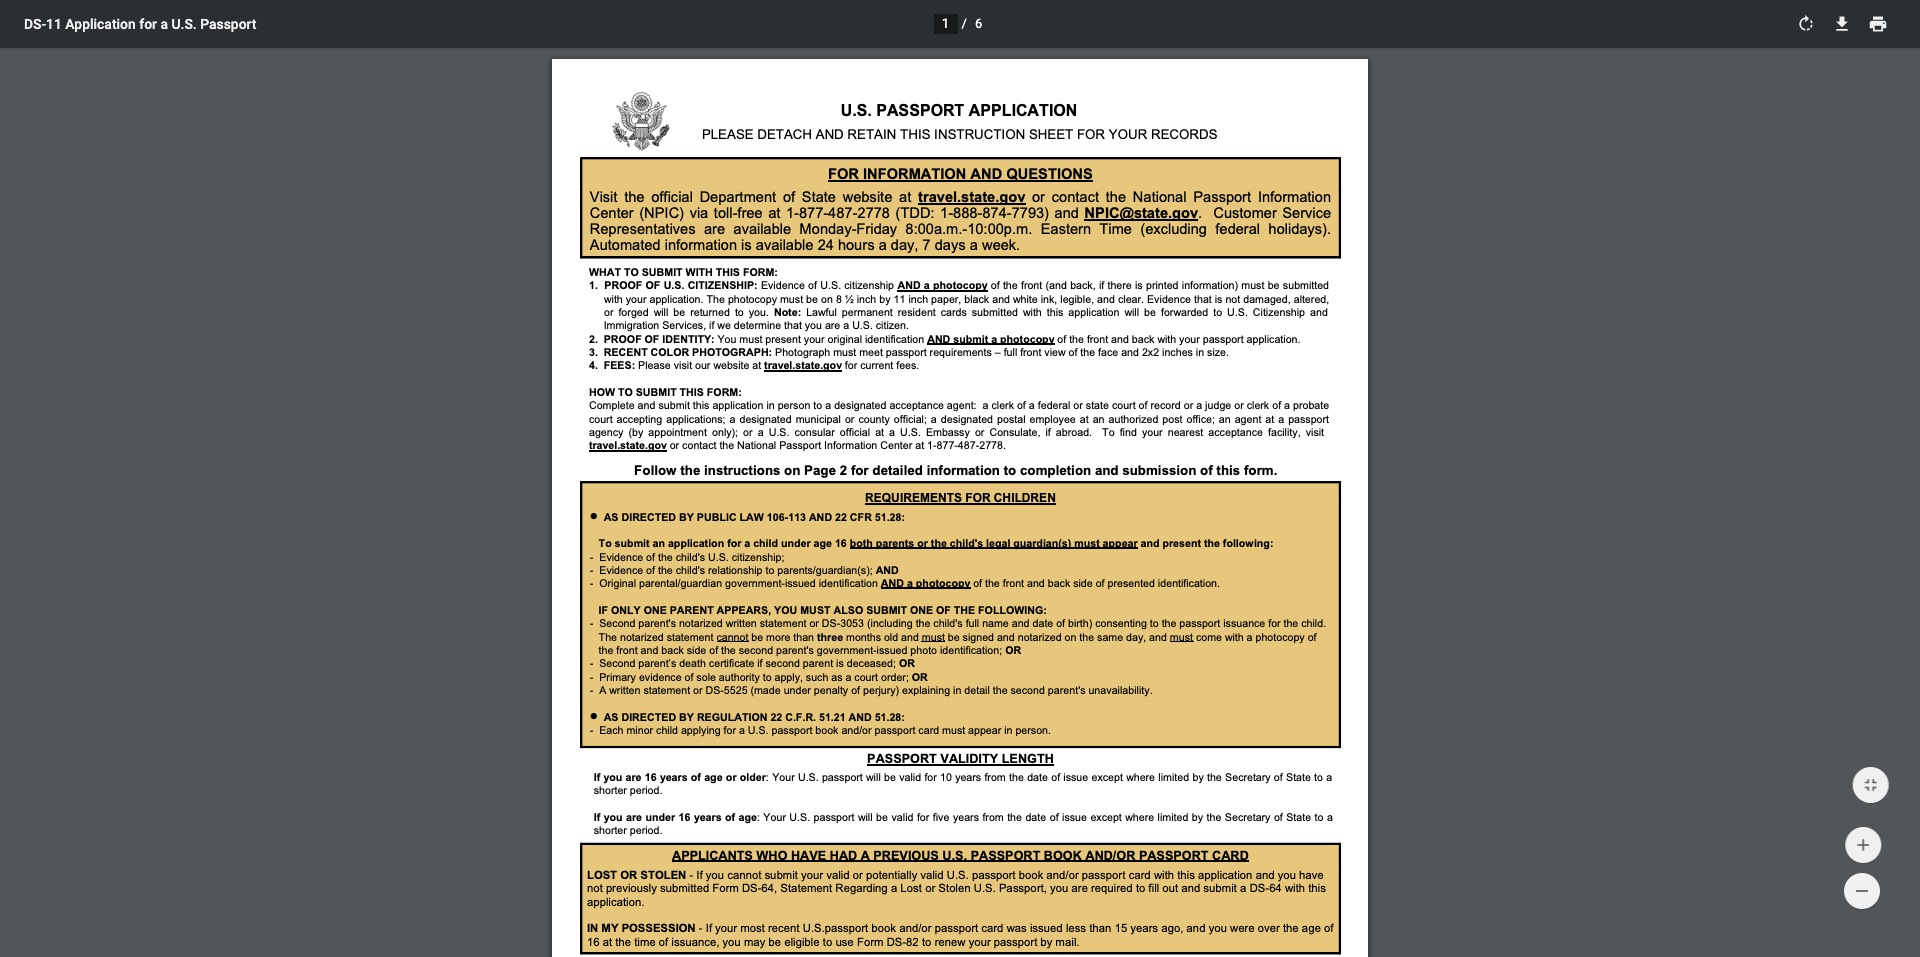 DS-11 Application for a U.S. Passport
1 / 6
U.S. PASSPORT APPLICATION
PLEASE DETACH AND RETAIN THIS INSTRUCTION SHEET FOR YOUR RECORDS
FOR INFORMATION AND QUESTIONS
Visit the official Department of State website at travel.state.gov or contact the National Passport Information
Center (NPIC) via toll-free at 1-877-487-2778 (TDD: 1-888-874-7793) and NPIC@state.gov. Customer Service
Representatives are available Monday-Friday 8:00a.m.-10:00p.m. Eastern Time (excluding federal holidays).
Automated information is available 24 hours a day, 7 days a week.
WHAT TO SUBMIT WITH THIS FORM:
1. PROOF OF U.S. CITIZENSHIP: Evidence of U.S. citizenship AND a photocopy of the front (and back, if there is printed information) must be submitted
with your application. The photocopy must be on 8 ½ inch by 11 inch paper, black and white ink, legible, and clear. Evidence that is not damaged, altered,
or forged will be returned to you. Note: Lawful permanent resident cards submitted with this application will be forwarded to U.S. Citizenship and
Immigration Services, if we determine that you are a U.S. citizen.
2. PROOF OF IDENTITY: You must present your original identification AND submit a photocopy of the front and back with your passport application.
3. RECENT COLOR PHOTOGRAPH: Photograph must meet passport requirements – full front view of the face and 2x2 inches in size.
4. FEES: Please visit our website at travel.state.gov for current fees.
HOW TO SUBMIT THIS FORM:
Complete and submit this application in person to a designated acceptance agent: a clerk of a federal or state court of record or a judge or clerk of a probate
court accepting applications; a designated municipal or county official; a designated postal employee at an authorized post office; an agent at a passport
agency (by appointment only); or a U.S. consular official at a U.S. Embassy or Consulate, if abroad. To find your nearest acceptance facility, visit
travel.state.gov or contact the National Passport Information Center at 1-877-487-2778.
Follow the instructions on Page 2 for detailed information to completion and submission of this form.
REQUIREMENTS FOR CHILDREN
● AS DIRECTED BY PUBLIC LAW 106-113 AND 22 CFR 51.28:
To submit an application for a child under age 16 both parents or the child's legal guardian(s) must appear and present the following:
- Evidence of the child's U.S. citizenship;
- Evidence of the child's relationship to parents/guardian(s); AND
- Original parental/guardian government-issued identification AND a photocopy of the front and back side of presented identification.
IF ONLY ONE PARENT APPEARS, YOU MUST ALSO SUBMIT ONE OF THE FOLLOWING:
- Second parent's notarized written statement or DS-3053 (including the child's full name and date of birth) consenting to the passport issuance for the child.
The notarized statement cannot be more than three months old and must be signed and notarized on the same day, and must come with a photocopy of
the front and back side of the second parent's government-issued photo identification; OR
- Second parent's death certificate if second parent is deceased; OR
- Primary evidence of sole authority to apply, such as a court order; OR
- A written statement or DS-5525 (made under penalty of perjury) explaining in detail the second parent's unavailability.
● AS DIRECTED BY REGULATION 22 C.F.R. 51.21 AND 51.28:
- Each minor child applying for a U.S. passport book and/or passport card must appear in person.
PASSPORT VALIDITY LENGTH
If you are 16 years of age or older: Your U.S. passport will be valid for 10 years from the date of issue except where limited by the Secretary of State to a
shorter period.
If you are under 16 years of age: Your U.S. passport will be valid for five years from the date of issue except where limited by the Secretary of State to a
shorter period.
APPLICANTS WHO HAVE HAD A PREVIOUS U.S. PASSPORT BOOK AND/OR PASSPORT CARD
LOST OR STOLEN - If you cannot submit your valid or potentially valid U.S. passport book and/or passport card with this application and you have
not previously submitted Form DS-64, Statement Regarding a Lost or Stolen U.S. Passport, you are required to fill out and submit a DS-64 with this
application.
IN MY POSSESSION - If your most recent U.S.passport book and/or passport card was issued less than 15 years ago, and you were over the age of
16 at the time of issuance, you may be eligible to use Form DS-82 to renew your passport by mail.